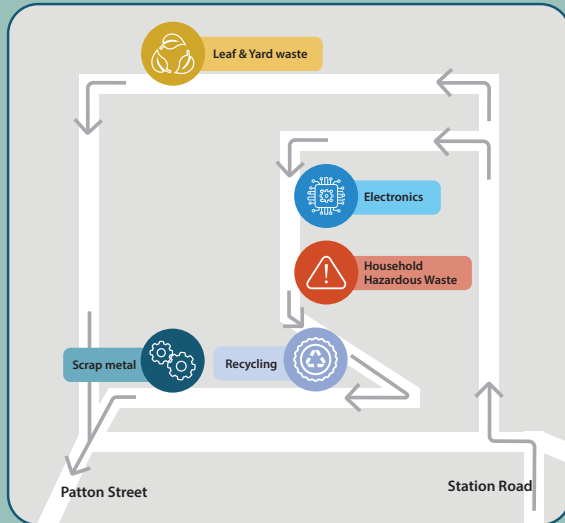 Leaf & Yard waste
Electronics
Household
Hazardous Waste
Scrap metal
Recycling
Patton Street
Station Road